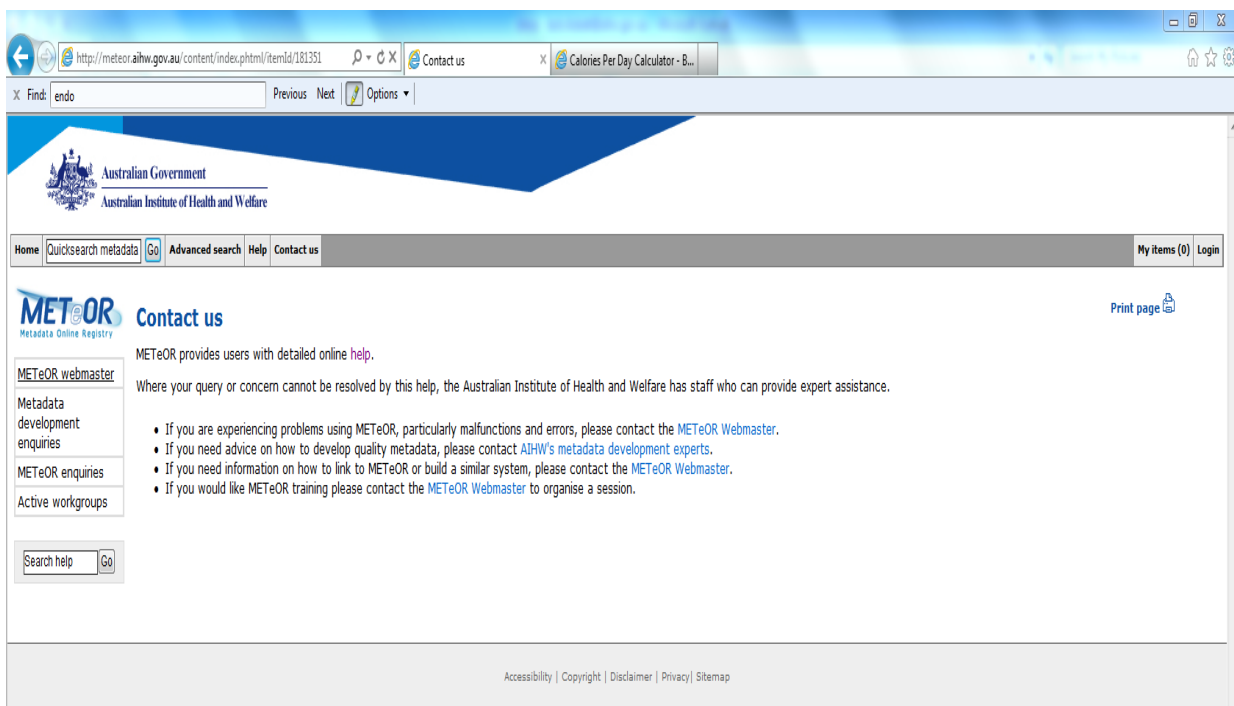 http://meteor.aihw.gov.au/content/index.phtml/itemId/181351
Contact us
Calories Per Day Calculator - B...
X Find: endo Previous Next Options
Australian Government
Australian Institute of Health and Welfare
Home Quicksearch metadata Go Advanced search Help Contact us My items (0) Login
METeOR
Metadata Online Registry
Print page
Contact us
METeOR provides users with detailed online help.
Where your query or concern cannot be resolved by this help, the Australian Institute of Health and Welfare has staff who can provide expert assistance.
• If you are experiencing problems using METeOR, particularly malfunctions and errors, please contact the METeOR Webmaster.
• If you need advice on how to develop quality metadata, please contact AIHW's metadata development experts.
• If you need information on how to link to METeOR or build a similar system, please contact the METeOR Webmaster.
• If you would like METeOR training please contact the METeOR Webmaster to organise a session.
METeOR webmaster
Metadata
development
enquiries
METeOR enquiries
Active workgroups
Search help Go
Accessibility | Copyright | Disclaimer | Privacy| Sitemap